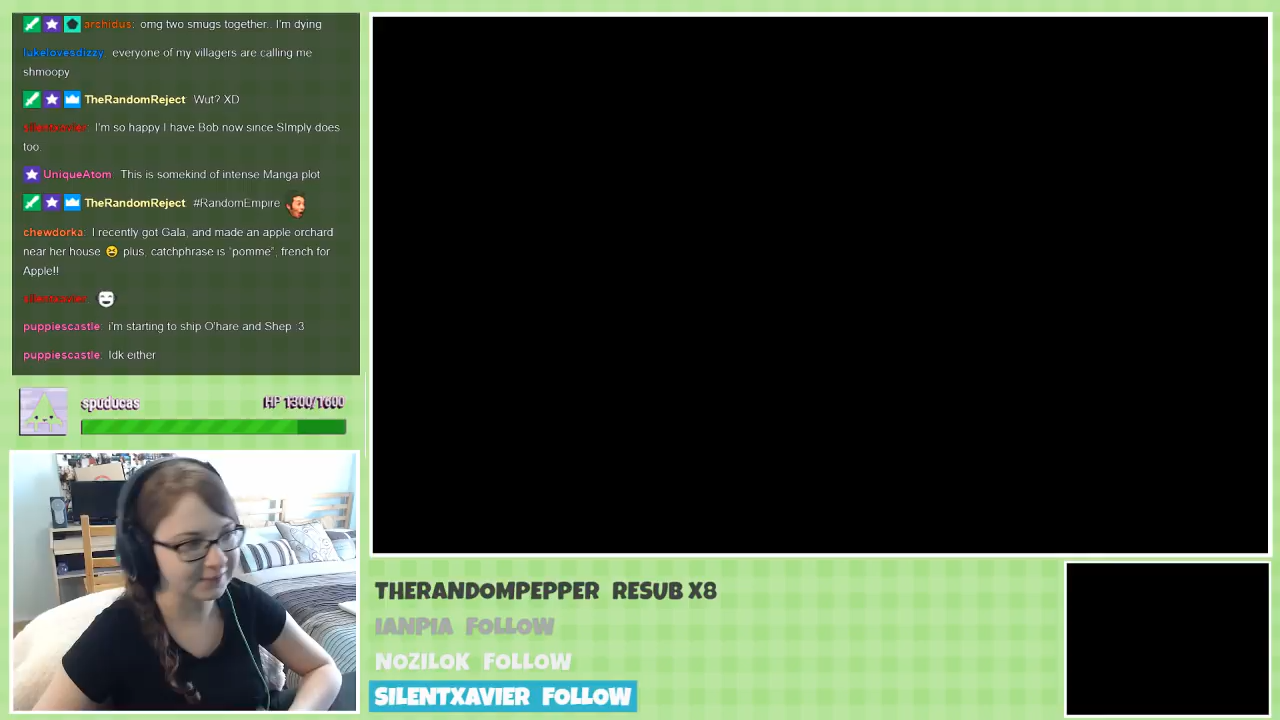 archidus: omg two smugs together.. I'm dying
lukelovesdizzy: everyone of my villagers are calling me
shmoopy
TheRandomReject Wut? XD
silentxavier: I'm so happy I have Bob now since SImply does
too.
UniqueAtom This is somekind of intense Manga plot
TheRandomReject #RandomEmpire
chewdorka: I recently got Gala, and made an apple orchard
near her house plus, catchphrase is "pomme", french for
Apple!!
silentxavier:
puppiescastle: i'm starting to ship O'hare and Shep :3
puppiescastle: Idk either
spuducas HP 1300/1600
THERANDOMPEPPER RESUB X8
IANPIA FOLLOW
NOZILOK FOLLOW
SILENTXAVIER FOLLOW